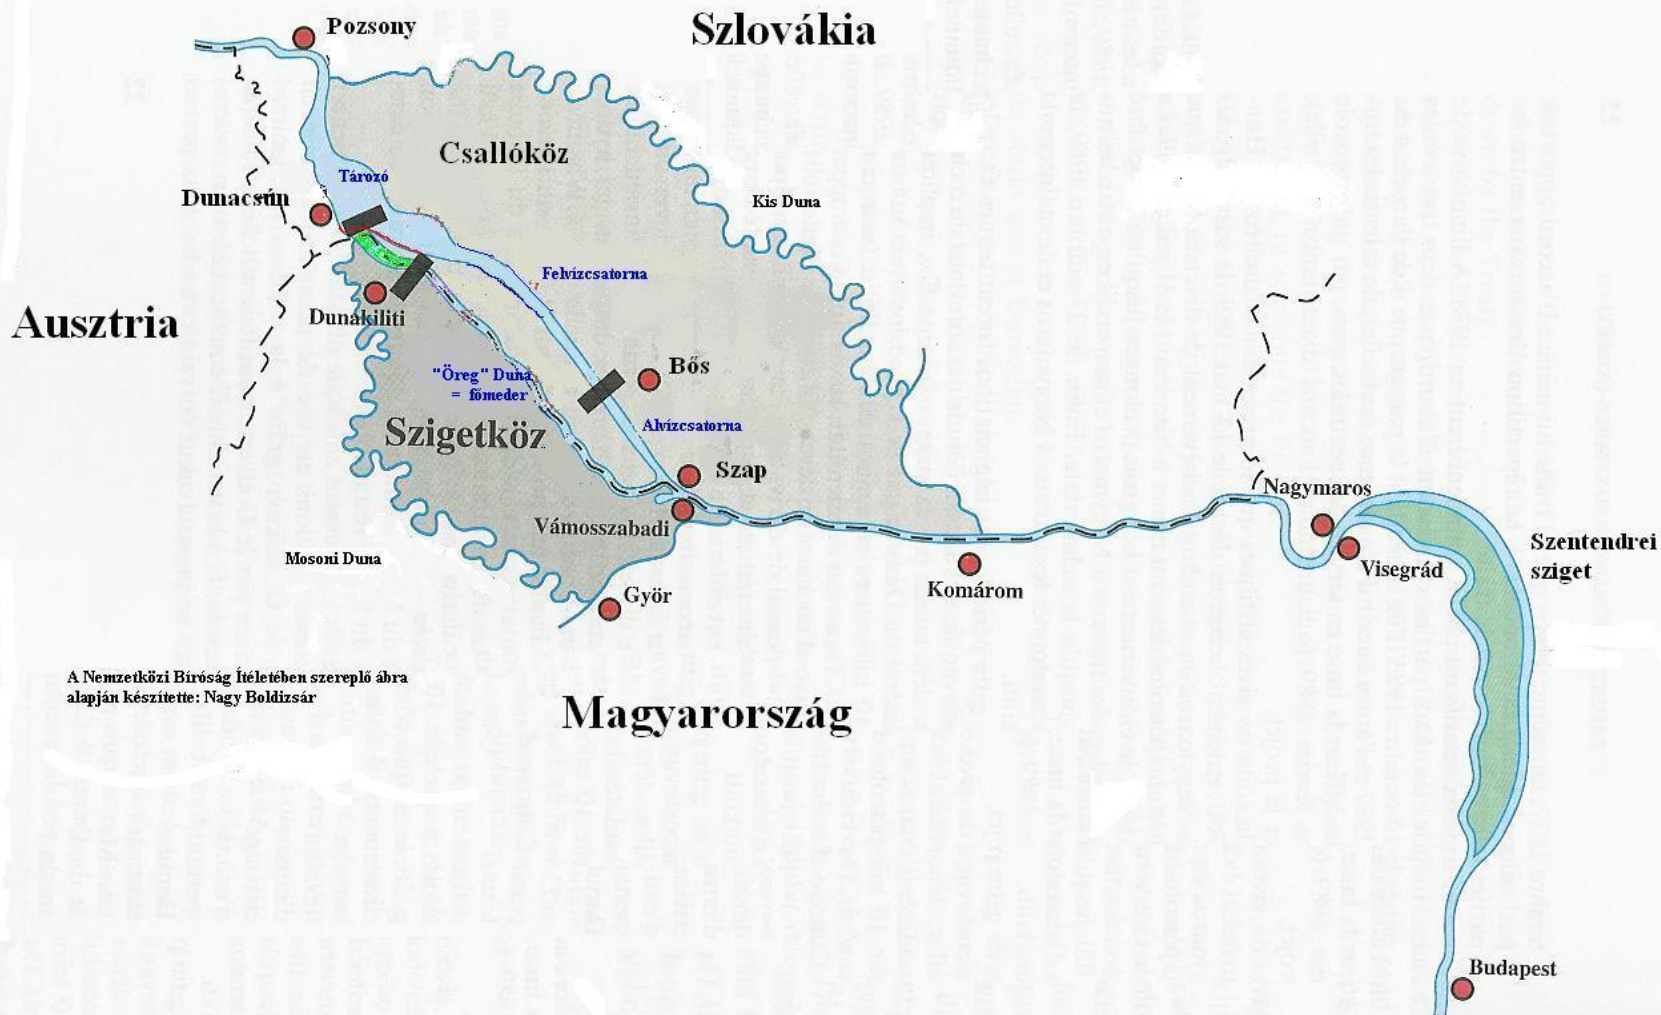 Pozsony
Szlovákia
Csallóköz
Tározó
Dunacsún
Kis Duna
Felvízcsatorna
Ausztria
Dunakiliti
Bős
"Öreg" Duna
= főmeder
Alvízcsatorna
Szigetköz
Szap
Nagymaros
Vámosszabadi
Szentendrei
sziget
Mosoni Duna
Visegrád
Komárom
Györ
A Nemzetközi Bíróság Ítéletében szereplő ábra
alapján készítette: Nagy Boldizsár
Magyarország
Budapest